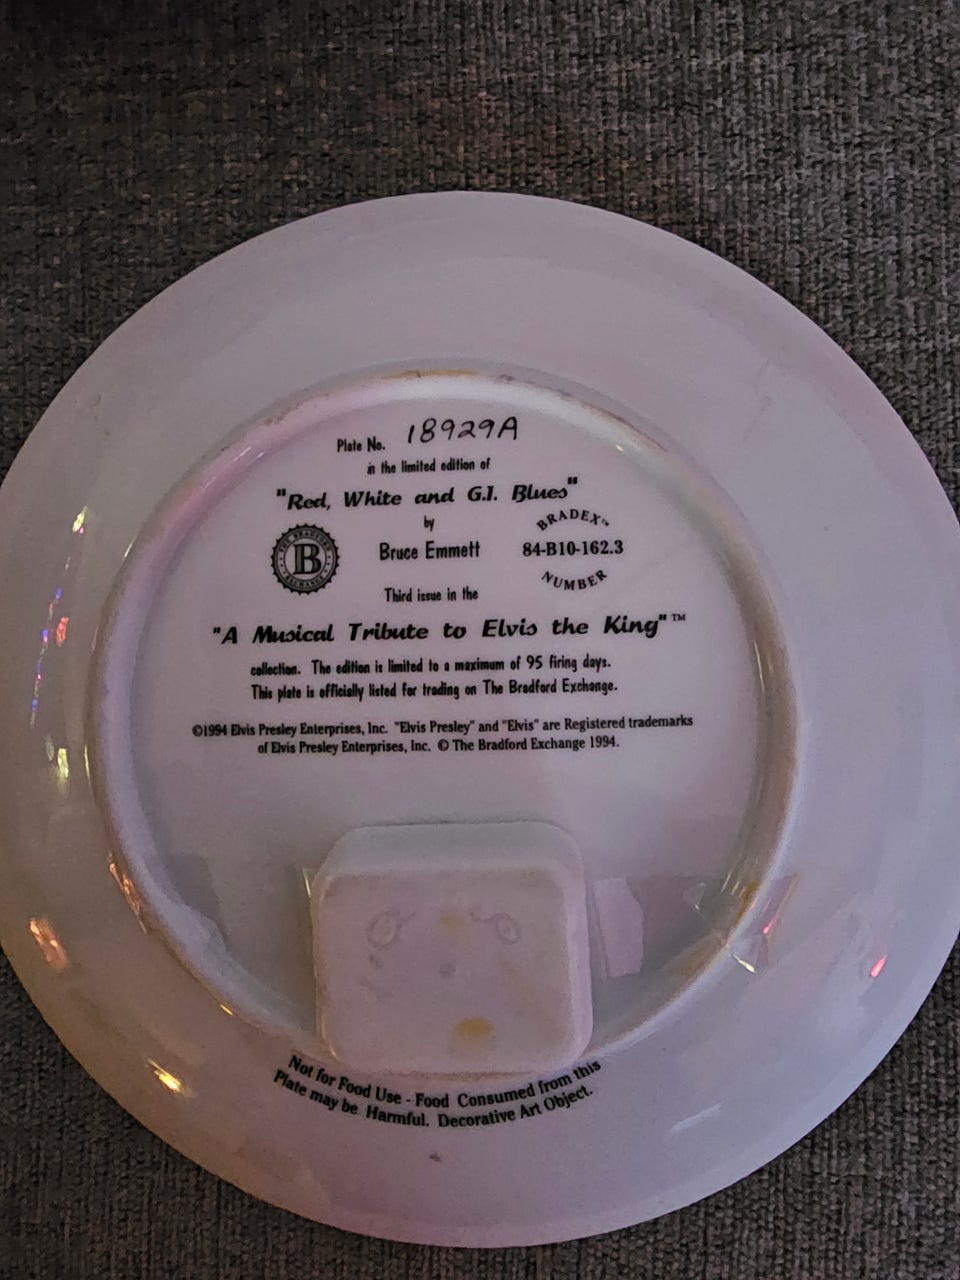 Plate No. 18929A
in the limited edition of
"Red, White and G.I. Blues"
by
Bruce Emmett
THE BRADFORD
B
EXCHANGE
BRADEX™
84-B10-162.3
NUMBER
Third issue in the
"A Musical Tribute to Elvis the King"™
collection. The edition is limited to a maximum of 95 firing days.
This plate is officially listed for trading on The Bradford Exchange.
©1994 Elvis Presley Enterprises, Inc. "Elvis Presley" and "Elvis" are Registered trademarks
of Elvis Presley Enterprises, Inc. © The Bradford Exchange 1994.
Not for Food Use - Food Consumed from this
Plate may be Harmful. Decorative Art Object.